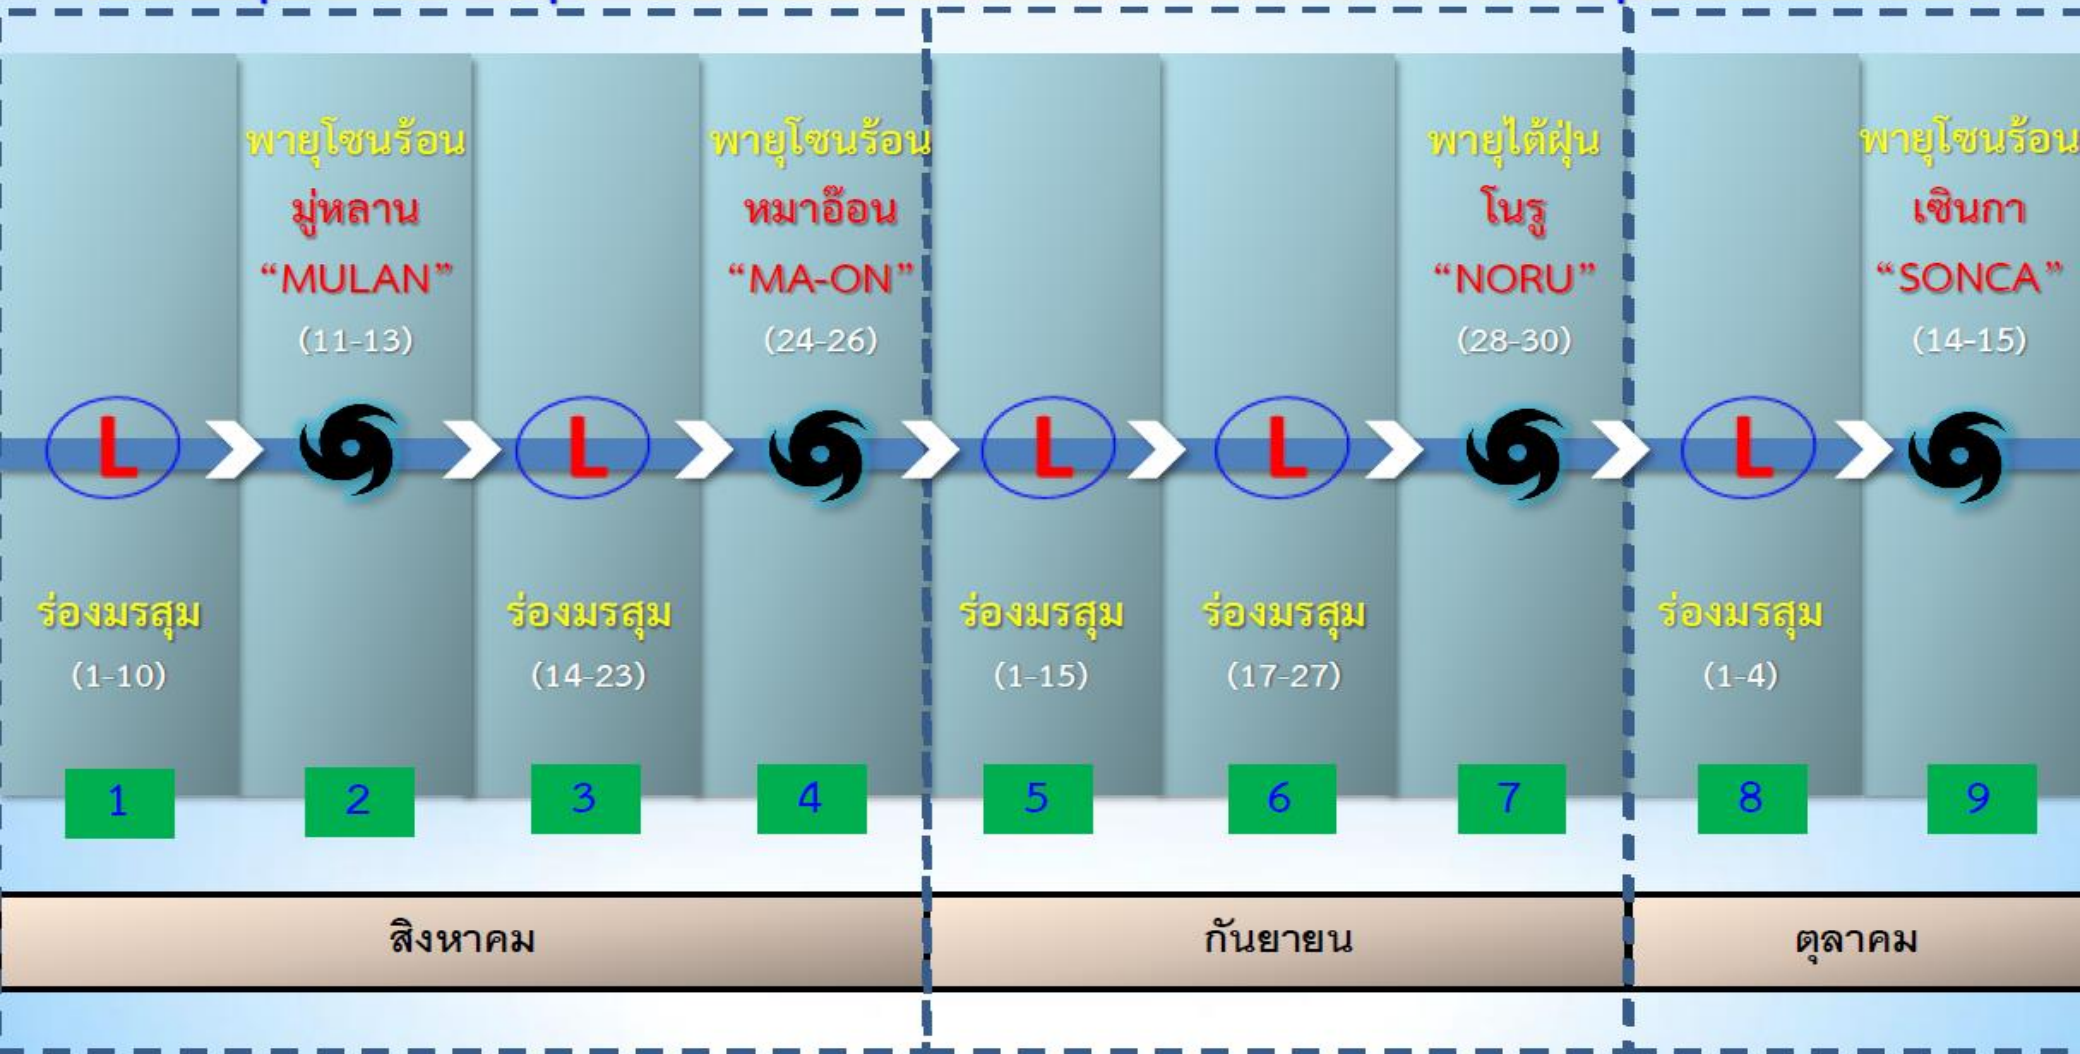 พายุโซนร้อน
มู่หลาน
“MULAN”
(11-13)
พายุโซนร้อน
หมาอ๊อน
“MA-ON”
(24-26)
พายุไต้ฝุ่น
โนรู
“NORU”
(28-30)
พายุโซนร้อน
เซินกา
“SONCA”
(14-15)
L
L
L
L
L
ร่องมรสุม
(1-10)
ร่องมรสุม
(14-23)
ร่องมรสุม
(1-15)
ร่องมรสุม
(17-27)
ร่องมรสุม
(1-4)
1
2
3
4
5
6
7
8
9
สิงหาคม
กันยายน
ตุลาคม